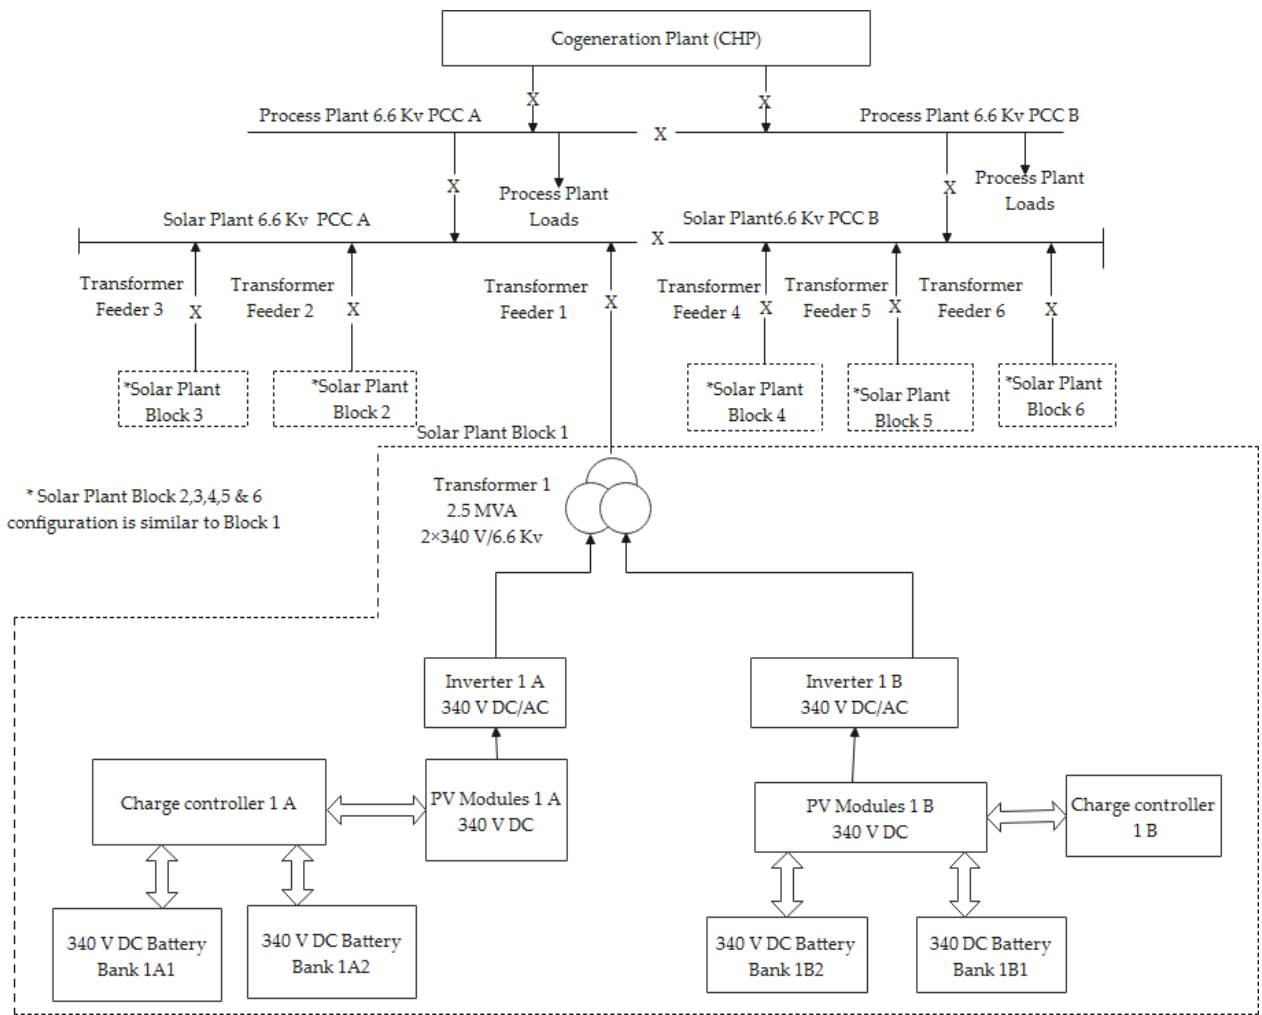 Cogeneration Plant (CHP)
X
X
Process Plant 6.6 Kv PCC A
Process Plant 6.6 Kv PCC B
X
X
Process Plant
Loads
X
Process Plant
Loads
Solar Plant 6.6 Kv  PCC A
Solar Plant6.6 Kv PCC B
X
Transformer
Feeder 3
X
Transformer
Feeder 2
X
Transformer
Feeder 1
X
Transformer
Feeder 4
X
Transformer
Feeder 5
X
Transformer
Feeder 6
X
*Solar Plant
Block 3
*Solar Plant
Block 2
*Solar Plant
Block 4
*Solar Plant
Block 5
*Solar Plant
Block 6
Solar Plant Block 1
* Solar Plant Block 2,3,4,5 & 6
configuration is similar to Block 1
Transformer 1
2.5 MVA
2×340 V/6.6 Kv
Inverter 1 A
340 V DC/AC
Inverter 1 B
340 V DC/AC
Charge controller 1 A
PV Modules 1 A
340 V DC
PV Modules 1 B
340 V DC
Charge controller
1 B
340 V DC Battery
Bank 1A1
340 V DC Battery
Bank 1A2
340 V DC Battery
Bank 1B2
340 DC Battery
Bank 1B1